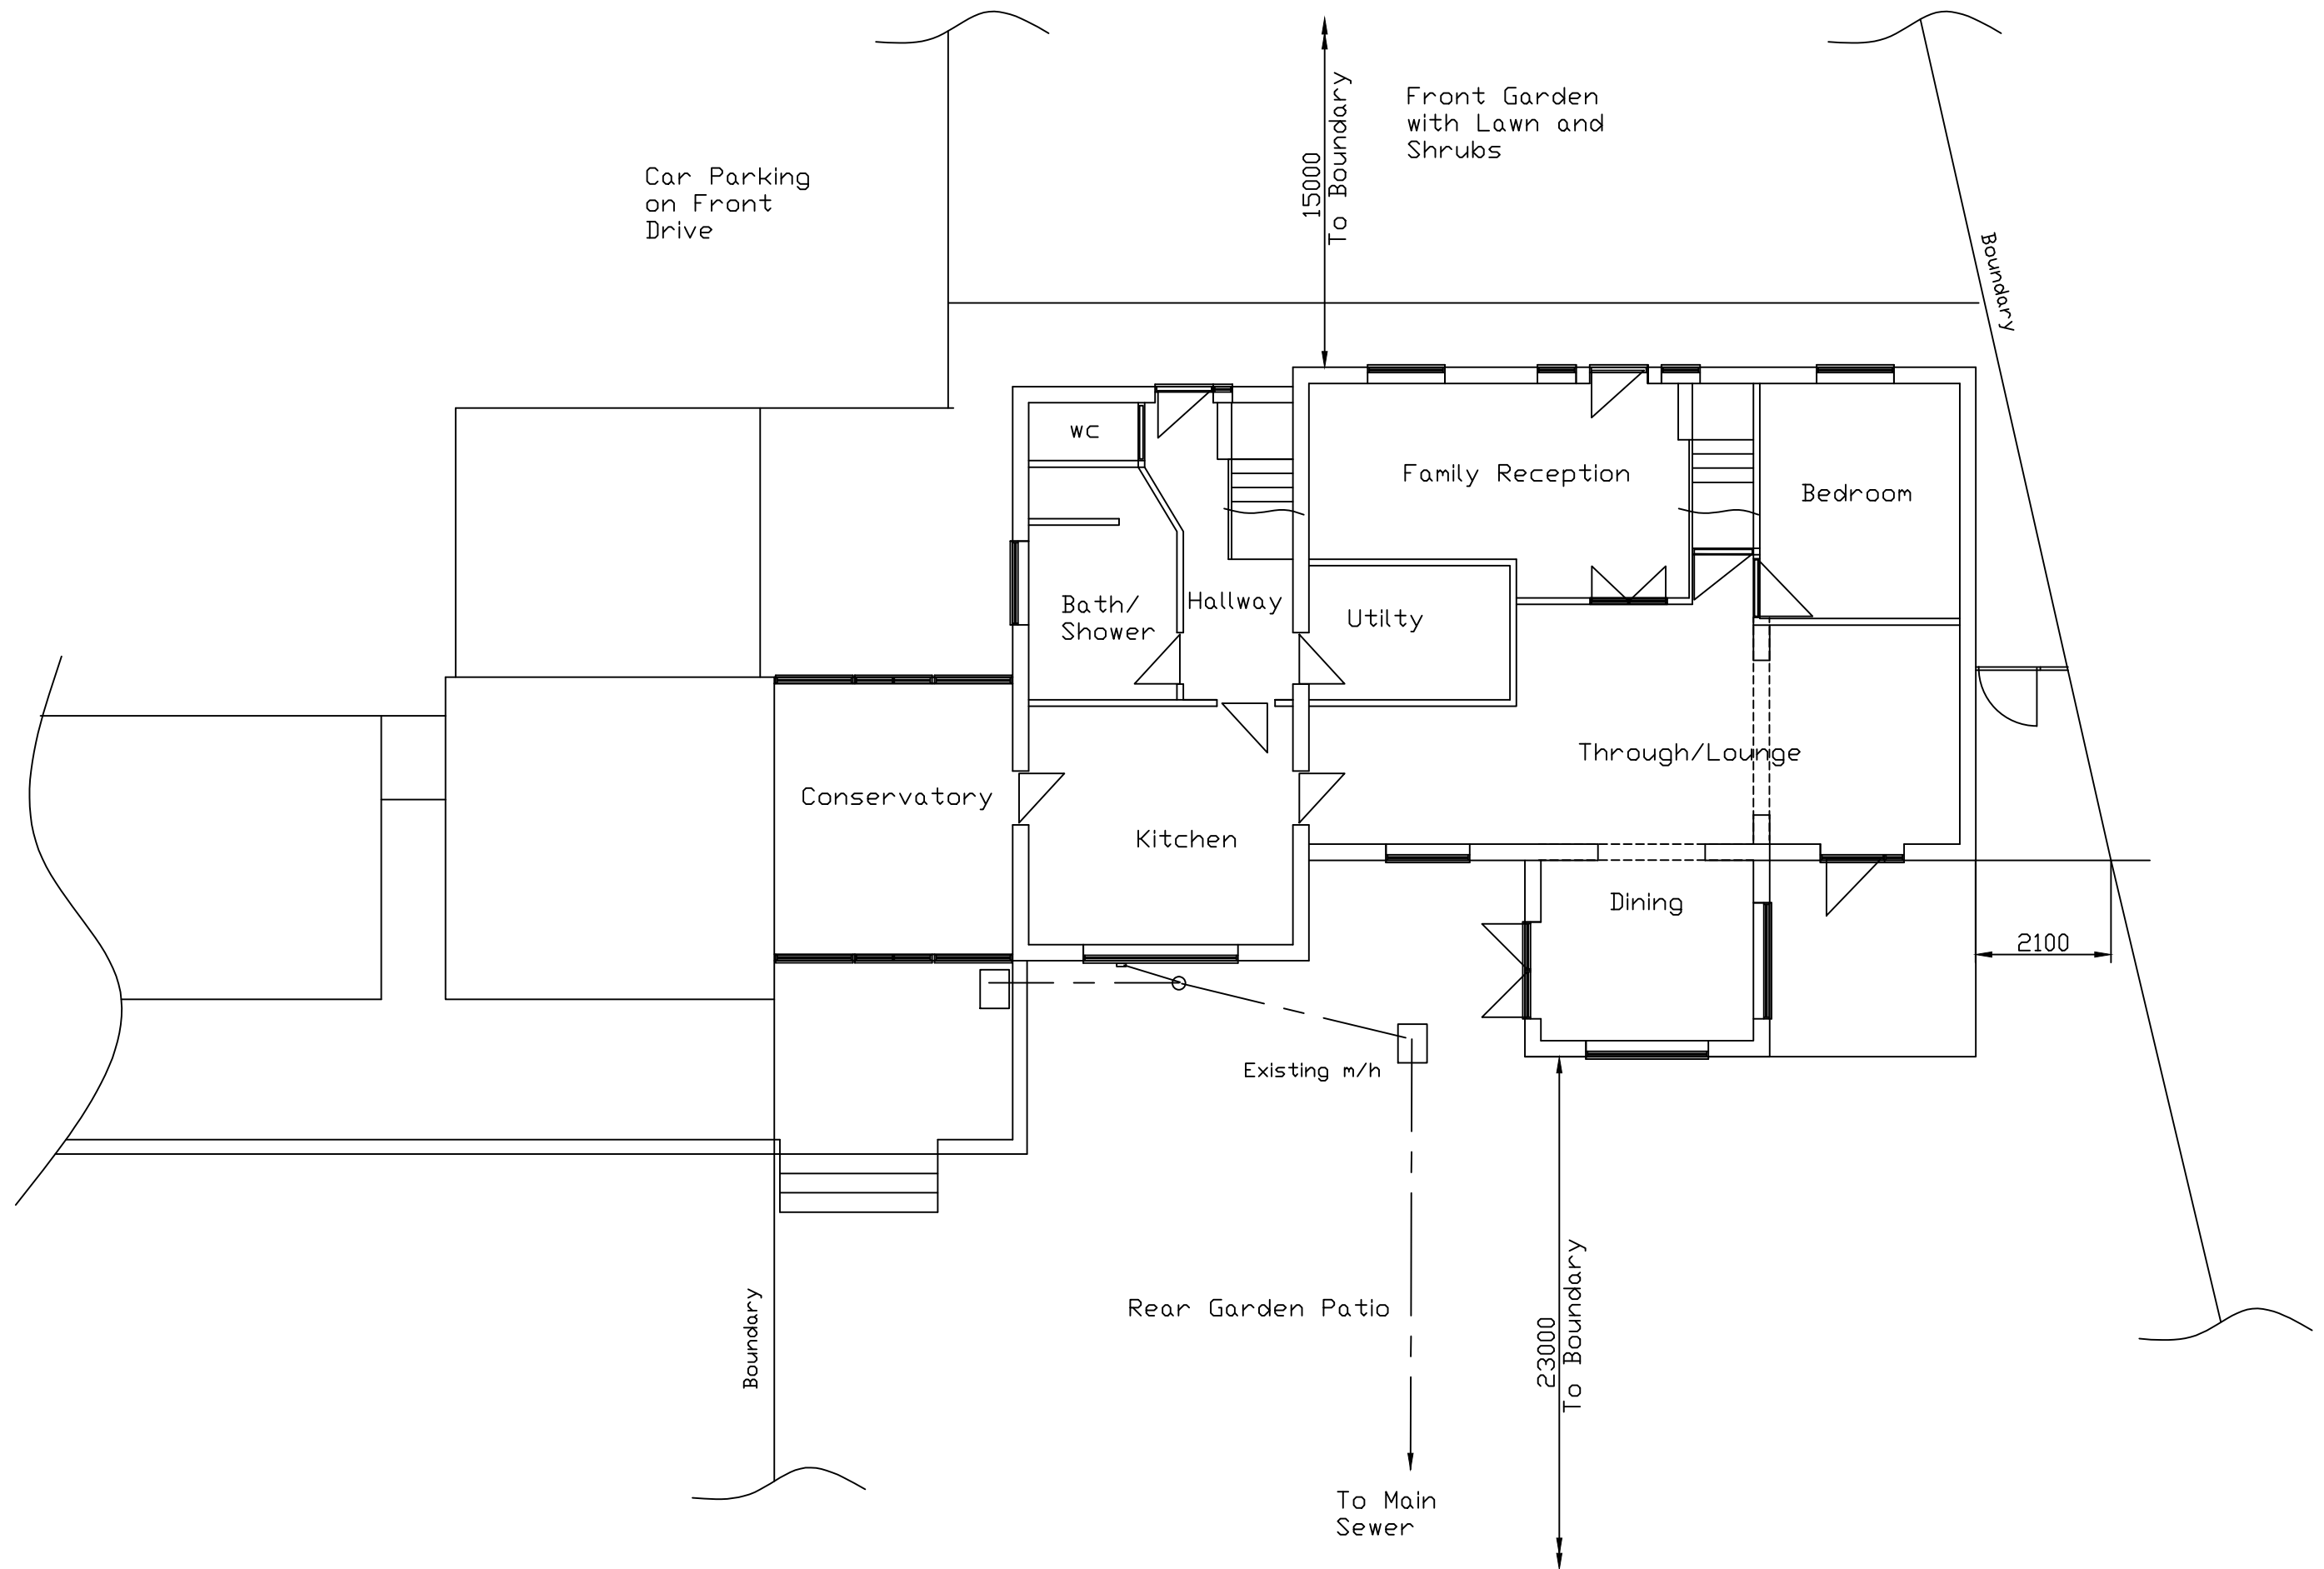 Front Garden
with Lawn and
Shrubs
15000
To Boundary
Car Parking
on Front
Drive
Boundary
WC
Family Reception
Bedroom
Bath/
Shower
Hallway
Utilty
Through/Lounge
Conservatory
Kitchen
Dining
2100
Existing m/h
Rear Garden Patio
Boundary
23000
To Boundary
To Main
Sewer